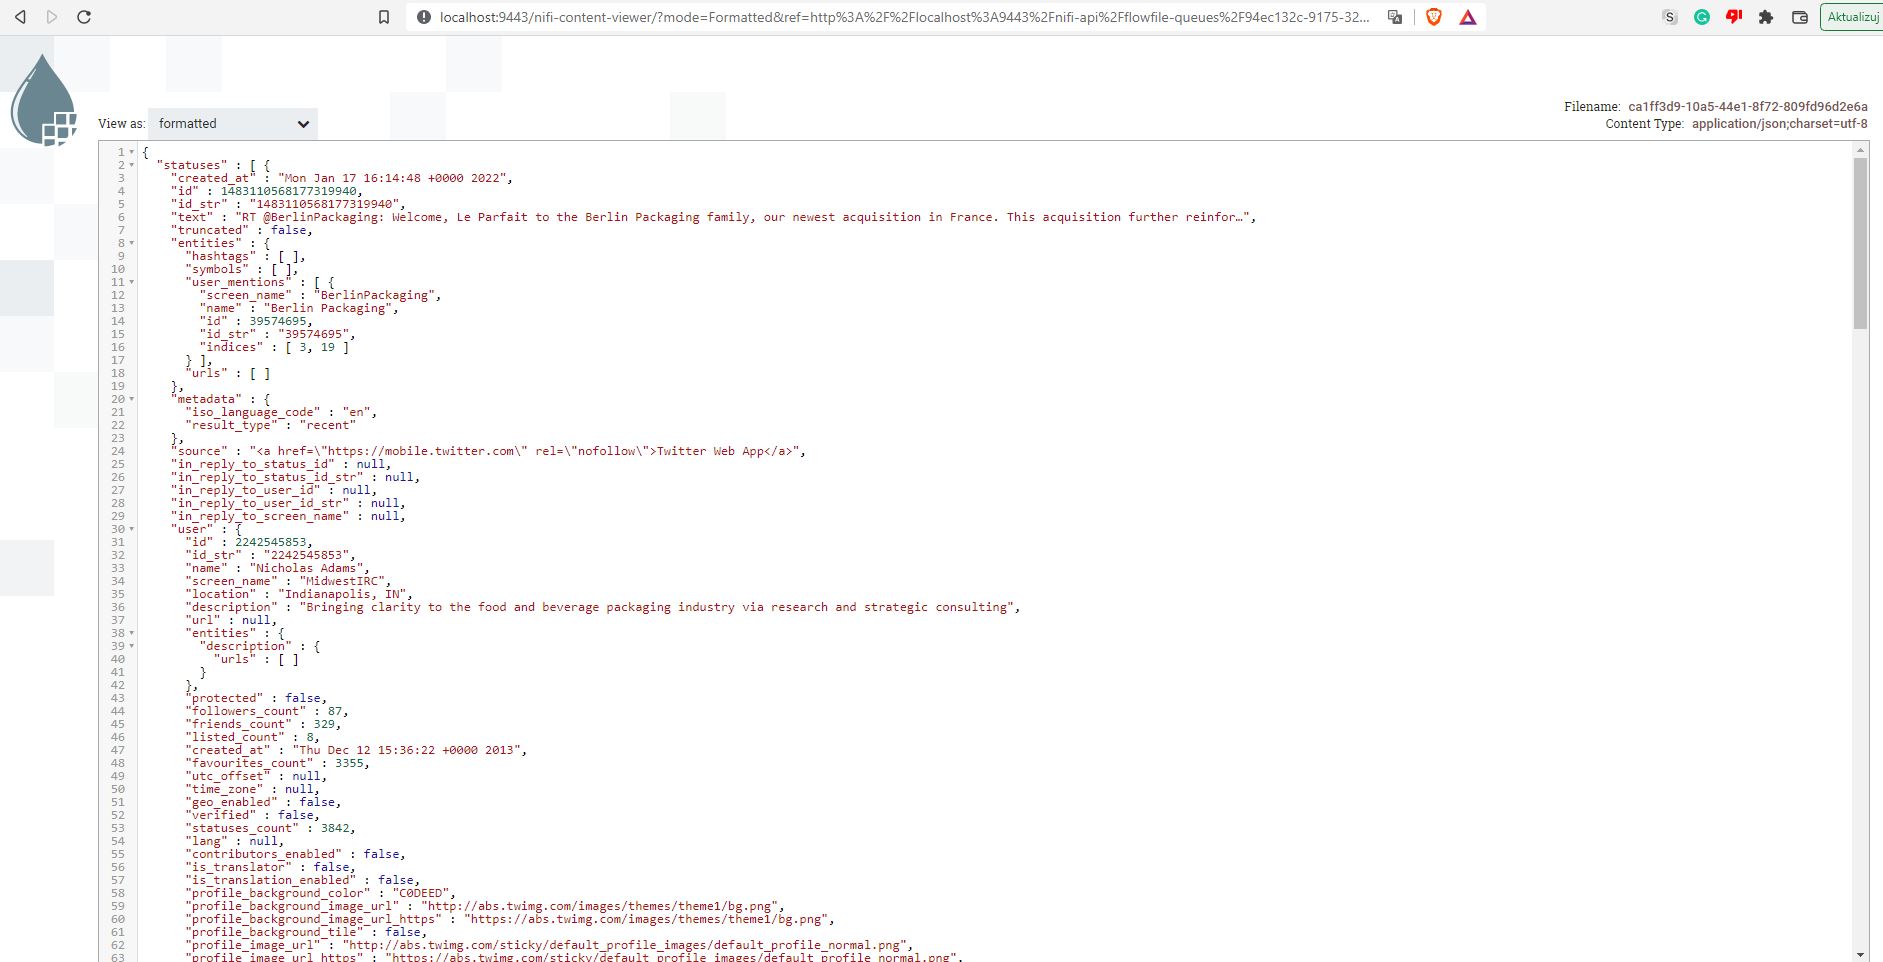 localhost:9443/nifi-content-viewer/?mode=Formatted&ref=http%3A%2F%2Flocalhost%3A9443%2Fnifi-api%2Fflowfile-queues%2F94ec132c-9175-32...
Aktualizuj
Filename: ca1ff3d9-10a5-44e1-8f72-809fd96d2e6a
View as: formatted
Content Type: application/json;charset=utf-8
1 {
2 "statuses" : [ {
3 "created_at" : "Mon Jan 17 16:14:48 +0000 2022",
4 "id" : 1483110568177319940,
5 "id_str" : "1483110568177319940",
6 "text" : "RT @BerlinPackaging: Welcome, Le Parfait to the Berlin Packaging family, our newest acquisition in France. This acquisition further reinfor…",
7 "truncated" : false,
8 "entities" : {
9 "hashtags" : [ ],
10 "symbols" : [ ],
11 "user_mentions" : [ {
12 "screen_name" : "BerlinPackaging",
13 "name" : "Berlin Packaging",
14 "id" : 39574695,
15 "id_str" : "39574695",
16 "indices" : [ 3, 19 ]
17 } ],
18 "urls" : [ ]
19 },
20 "metadata" : {
21 "iso_language_code" : "en",
22 "result_type" : "recent"
23 },
24 "source" : "<a href=\"https://mobile.twitter.com\" rel=\"nofollow\">Twitter Web App</a>",
25 "in_reply_to_status_id" : null,
26 "in_reply_to_status_id_str" : null,
27 "in_reply_to_user_id" : null,
28 "in_reply_to_user_id_str" : null,
29 "in_reply_to_screen_name" : null,
30 "user" : {
31 "id" : 2242545853,
32 "id_str" : "2242545853",
33 "name" : "Nicholas Adams",
34 "screen_name" : "MidwestIRC",
35 "location" : "Indianapolis, IN",
36 "description" : "Bringing clarity to the food and beverage packaging industry via research and strategic consulting",
37 "url" : null,
38 "entities" : {
39 "description" : {
40 "urls" : [ ]
41 }
42 },
43 "protected" : false,
44 "followers_count" : 87,
45 "friends_count" : 329,
46 "listed_count" : 8,
47 "created_at" : "Thu Dec 12 15:36:22 +0000 2013",
48 "favourites_count" : 3355,
49 "utc_offset" : null,
50 "time_zone" : null,
51 "geo_enabled" : false,
52 "verified" : false,
53 "statuses_count" : 3842,
54 "lang" : null,
55 "contributors_enabled" : false,
56 "is_translator" : false,
57 "is_translation_enabled" : false,
58 "profile_background_color" : "C0DEED",
59 "profile_background_image_url" : "http://abs.twimg.com/images/themes/theme1/bg.png",
60 "profile_background_image_url_https" : "https://abs.twimg.com/images/themes/theme1/bg.png",
61 "profile_background_tile" : false,
62 "profile_image_url" : "http://abs.twimg.com/sticky/default_profile_images/default_profile_normal.png",
63 "profile_image_url_https" : "https://abs.twimg.com/sticky/default_profile_images/default_profile_normal.png",